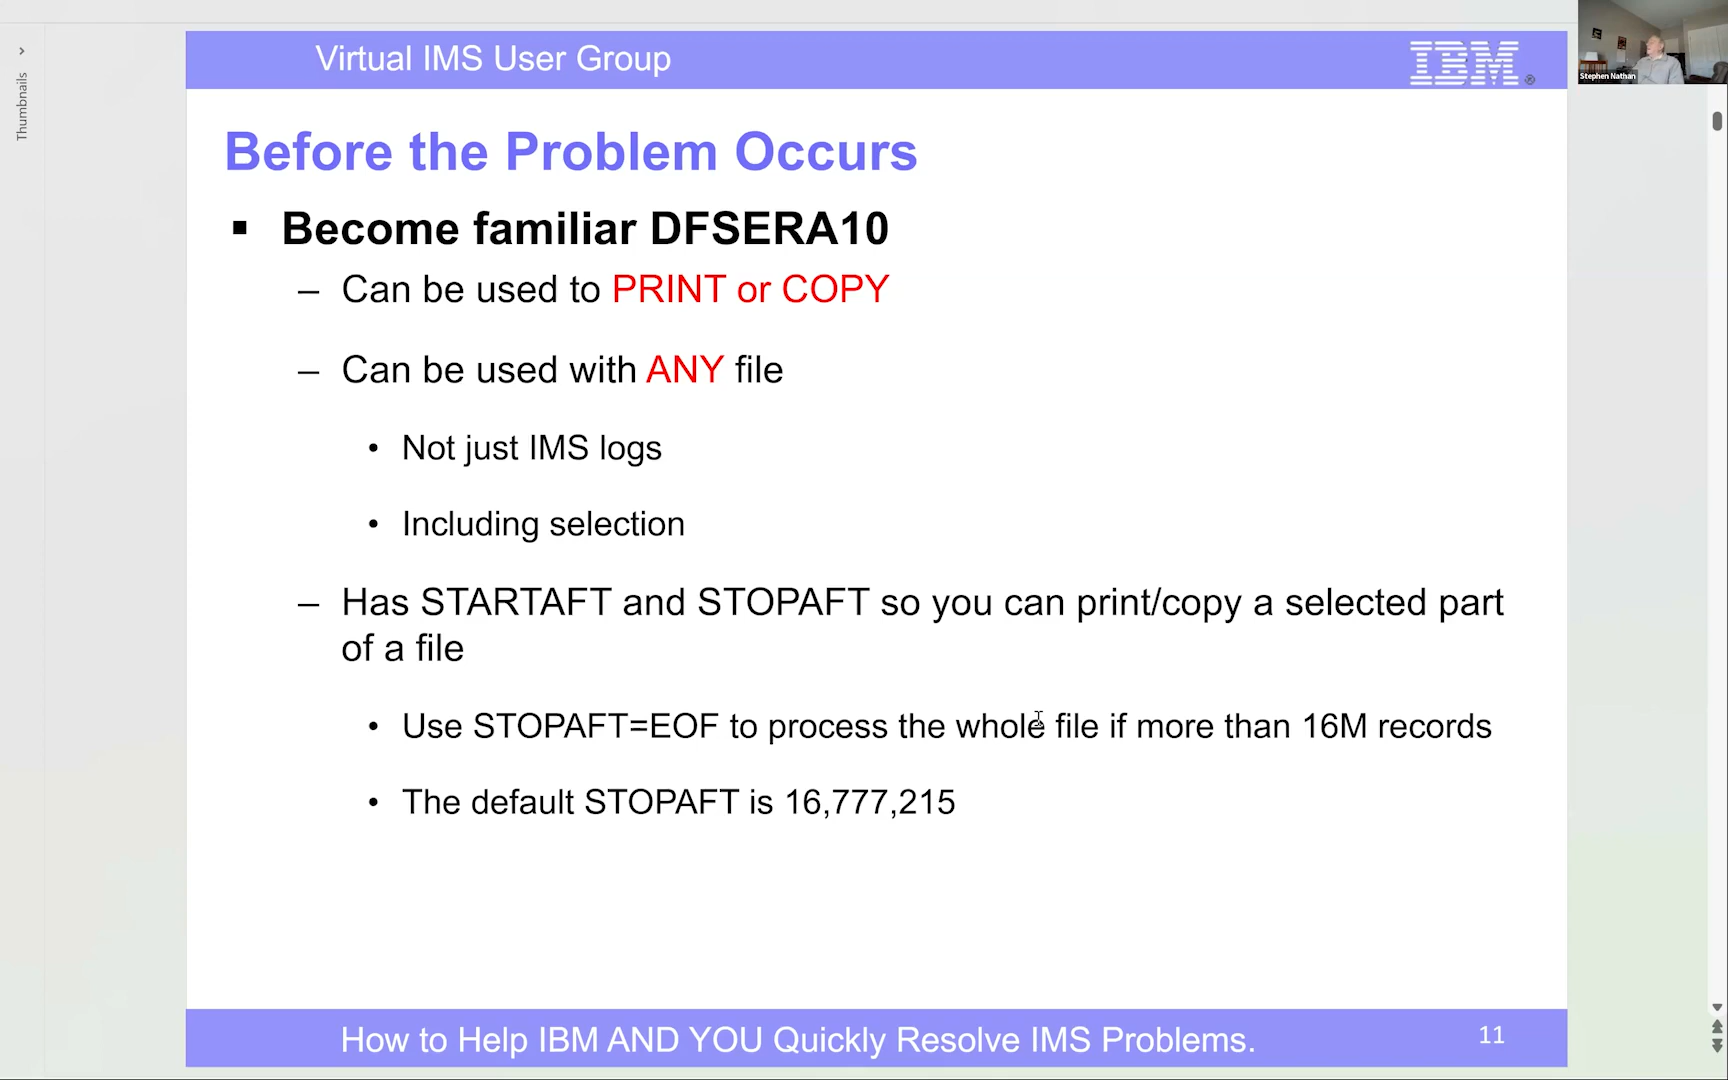 Thumbnails
Virtual IMS User Group
IBM®
Stephen Nathan
Before the Problem Occurs
▪ Become familiar DFSERA10
– Can be used to PRINT or COPY
– Can be used with ANY file
• Not just IMS logs
• Including selection
– Has STARTAFT and STOPAFT so you can print/copy a selected part
of a file
• Use STOPAFT=EOF to process the whole file if more than 16M records
• The default STOPAFT is 16,777,215
How to Help IBM AND YOU Quickly Resolve IMS Problems.
11